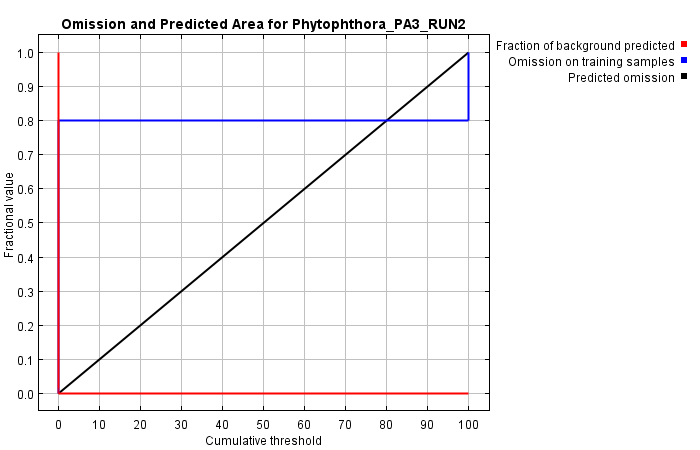 Omission and Predicted Area for Phytophthora_PA3_RUN2
Fraction of background predicted
Omission on training samples
Predicted omission
Fractional value
1.0
0.9
0.8
0.7
0.6
0.5
0.4
0.3
0.2
0.1
0.0
0 10 20 30 40 50 60 70 80 90 100
Cumulative threshold